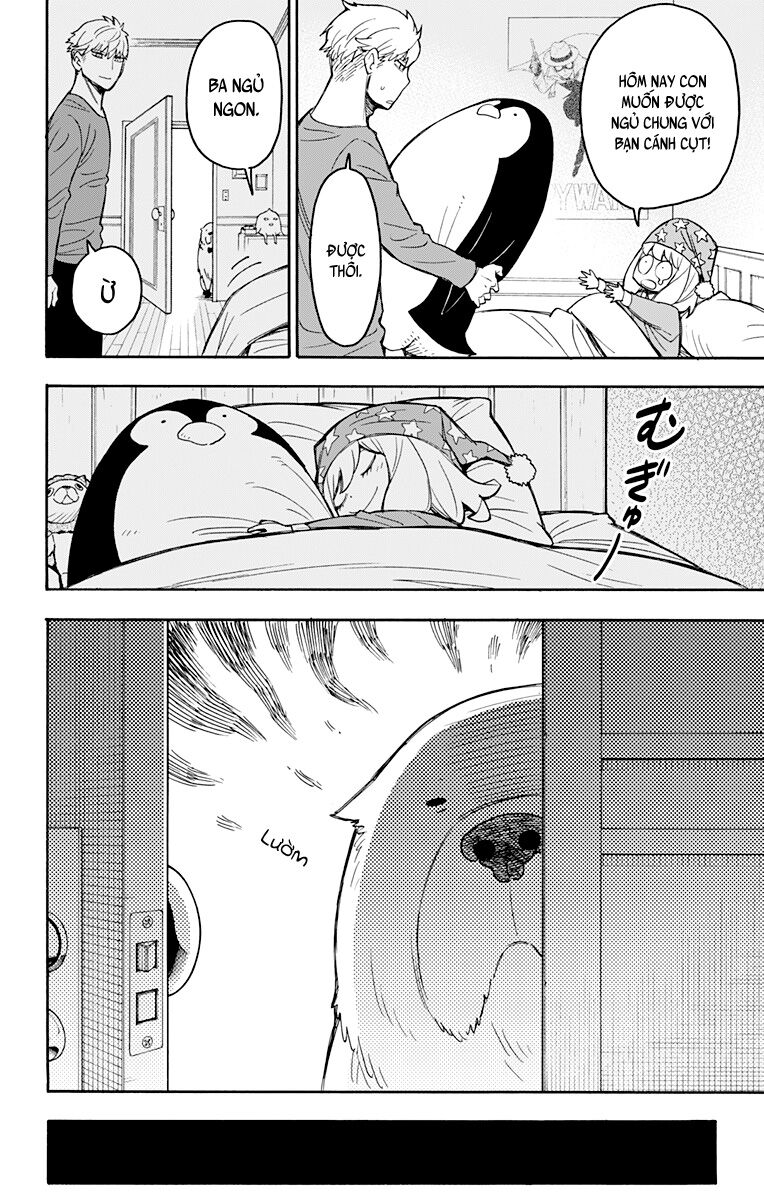 HÔM NAY CON
MUỐN ĐƯỢC
NGỦ CHUNG VỚI
BẠN CÁNH CỤT!
ĐƯỢC
THÔI.
BA NGỦ
NGON.
Ừ
むぎゅー
Lườm